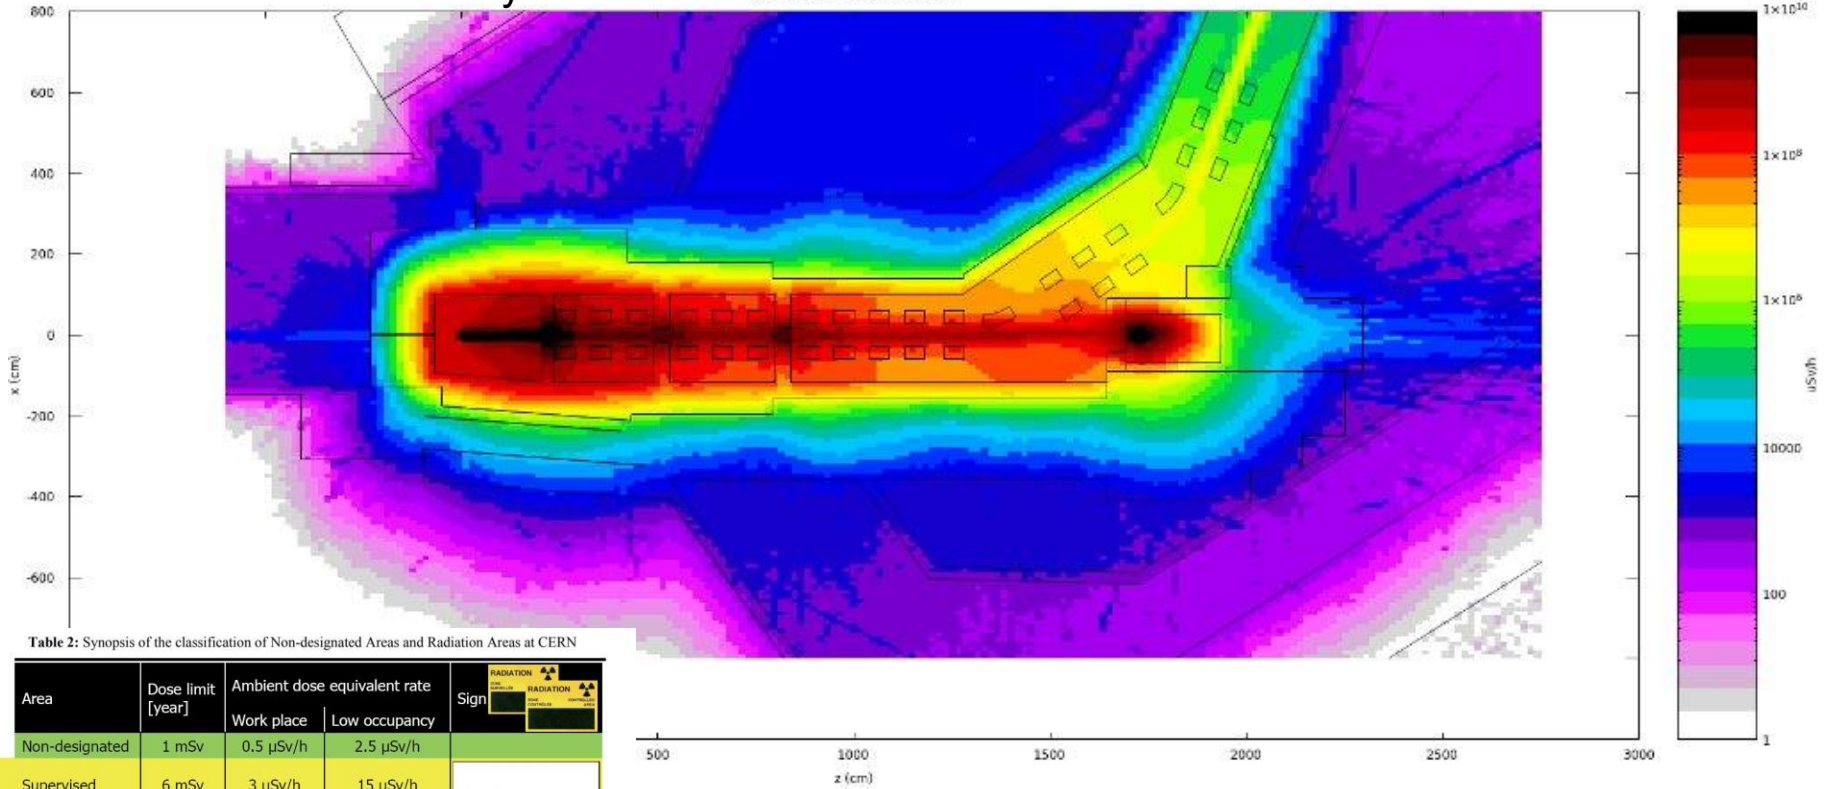 800
600
400
200
0
-200
-400
-600
x (cm)
500
1000
1500
2000
2500
3000
z (cm)
1×10¹⁰
1×10⁸
1×10⁶
10000
100
1
uSv/h
Table 2: Synopsis of the classification of Non-designated Areas and Radiation Areas at CERN
Area Dose limit [year] Ambient dose equivalent rate Sign
Work place Low occupancy
RADIATION
RADIATION
Non-designated 1 mSv 0.5 µSv/h 2.5 µSv/h
Supervised 6 mSv 3 µSv/h 15 µSv/h